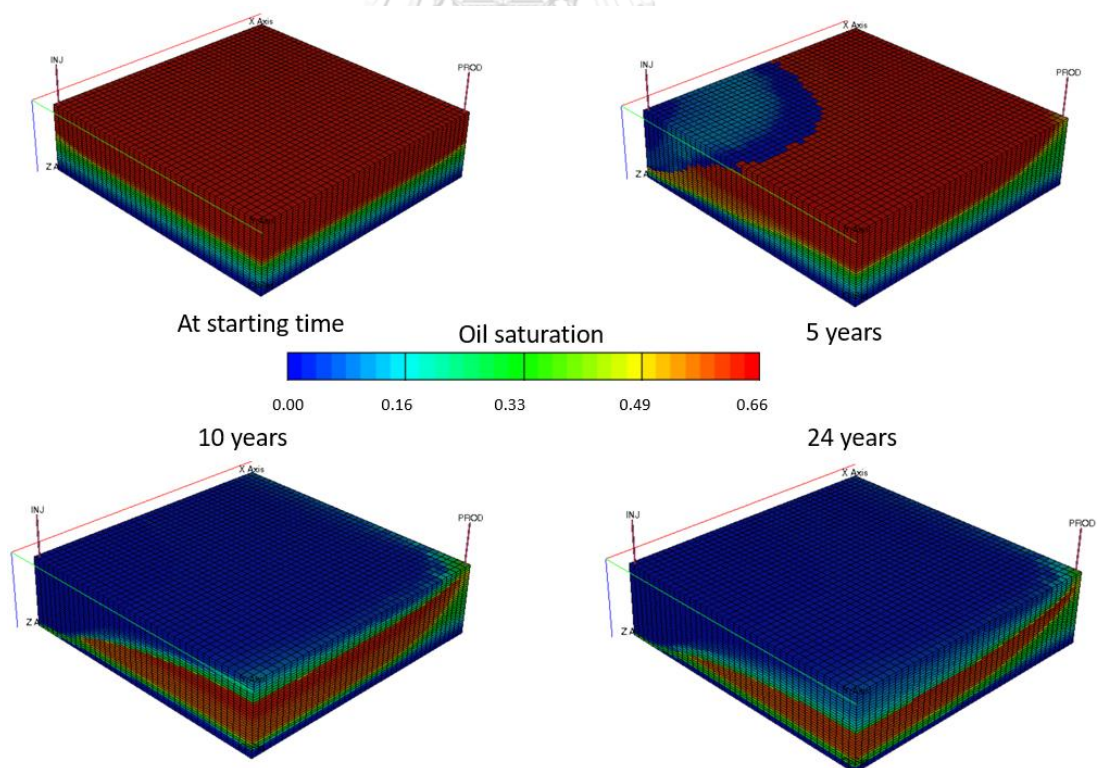 X Axis
INJ
PROD
Z A
X Axis
INJ
PROD
Z A
At starting time
Oil saturation
5 years
0.00
0.16
0.33
0.49
0.66
10 years
24 years
X Axis
INJ
PROD
Z A
X Axis
INJ
PROD
Z A